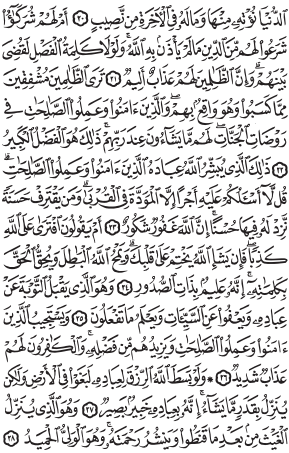 ٱلدُّنۡيَا نُؤۡتِهِۦ مِنۡهَا وَمَا لَهُۥ فِي ٱلۡأٓخِرَةِ مِن نَّصِيبٍ ٢٠ أَمۡ لَهُمۡ شُرَكَٰٓؤُاْ
شَرَعُواْ لَهُم مِّنَ ٱلدِّينِ مَا لَمۡ يَأۡذَنۢ بِهِ ٱللَّهُۚ وَلَوۡلَا كَلِمَةُ ٱلۡفَصۡلِ لَقُضِيَ
بَيۡنَهُمۡۗ وَإِنَّ ٱلظَّٰلِمِينَ لَهُمۡ عَذَابٌ أَلِيمٞ ٢١ تَرَى ٱلظَّٰلِمِينَ مُشۡفِقِينَ
مِمَّا كَسَبُواْ وَهُوَ وَاقِعُۢ بِهِمۡۗ وَٱلَّذِينَ ءَامَنُواْ وَعَمِلُواْ ٱلصَّٰلِحَٰتِ فِي
رَوۡضَاتِ ٱلۡجَنَّاتِۖ لَهُم مَّا يَشَآءُونَ عِندَ رَبِّهِمۡۚ ذَٰلِكَ هُوَ ٱلۡفَضۡلُ ٱلۡكَبِيرُ
٢٢ ذَٰلِكَ ٱلَّذِي يُبَشِّرُ ٱللَّهُ عِبَادَهُ ٱلَّذِينَ ءَامَنُواْ وَعَمِلُواْ ٱلصَّٰلِحَٰتِۗ
قُل لَّآ أَسۡـَٔلُكُمۡ عَلَيۡهِ أَجۡرًا إِلَّا ٱلۡمَوَدَّةَ فِي ٱلۡقُرۡبَىٰۗ وَمَن يَقۡتَرِفۡ حَسَنَةٗ
نَّزِدۡ لَهُۥ فِيهَا حُسۡنًاۚ إِنَّ ٱللَّهَ غَفُورٞ شَكُورٌ ٢٣ أَمۡ يَقُولُونَ ٱفۡتَرَىٰ عَلَى ٱللَّهِ
كَذِبٗاۖ فَإِن يَشَإِ ٱللَّهُ يَخۡتِمۡ عَلَىٰ قَلۡبِكَۗ وَيَمۡحُ ٱللَّهُ ٱلۡبَٰطِلَ وَيُحِقُّ ٱلۡحَقَّ
بِكَلِمَٰتِهِۦٓۚ إِنَّهُۥ عَلِيمُۢ بِذَاتِ ٱلصُّدُورِ ٢٤ وَهُوَ ٱلَّذِي يَقۡبَلُ ٱلتَّوۡبَةَ عَنۡ
عِبَادِهِۦ وَيَعۡفُواْ عَنِ ٱلسَّيِّـَٔاتِ وَيَعۡلَمُ مَا تَفۡعَلُونَ ٢٥ وَيَسۡتَجِيبُ ٱلَّذِينَ
ءَامَنُواْ وَعَمِلُواْ ٱلصَّٰلِحَٰتِ وَيَزِيدُهُم مِّن فَضۡلِهِۦۚ وَٱلۡكَٰفِرُونَ لَهُمۡ
عَذَابٞ شَدِيدٞ ٢٦ ۞ وَلَوۡ بَسَطَ ٱللَّهُ ٱلرِّزۡقَ لِعِبَادِهِۦ لَبَغَوۡاْ فِي ٱلۡأَرۡضِ وَلَٰكِن
يُنَزِّلُ بِقَدَرٖ مَّا يَشَآءُۚ إِنَّهُۥ بِعِبَادِهِۦ خَبِيرُۢ بَصِيرٞ ٢٧ وَهُوَ ٱلَّذِي يُنَزِّلُ
ٱلۡغَيۡثَ مِنۢ بَعۡدِ مَا قَنَطُواْ وَيَنشُرُ رَحۡمَتَهُۥۚ وَهُوَ ٱلۡوَلِيُّ ٱلۡحَمِيدُ ٢٨